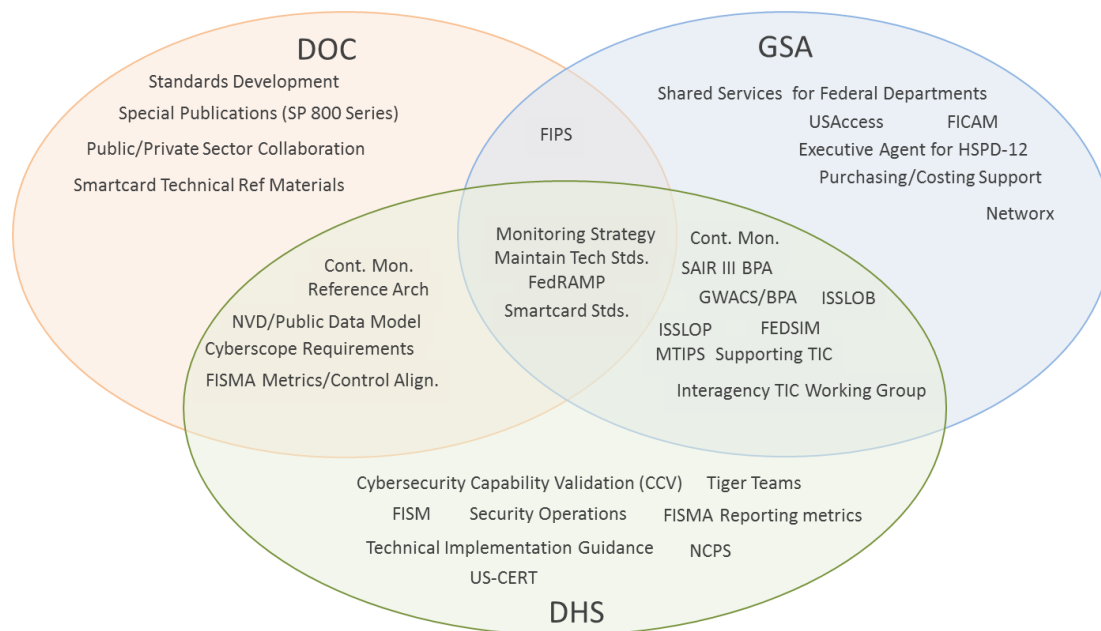 DOC
Standards Development
Special Publications (SP 800 Series)
Public/Private Sector Collaboration
Smartcard Technical Ref Materials
GSA
Shared Services for Federal Departments
USAccess FICAM
Executive Agent for HSPD-12
Purchasing/Costing Support
Networx
FIPS
Monitoring Strategy
Maintain Tech Stds.
FedRAMP
Smartcard Stds.
Cont. Mon.
Reference Arch
NVD/Public Data Model
Cyberscope Requirements
FISMA Metrics/Control Align.
Cont. Mon.
SAIR III BPA
GWACS/BPA ISSLOB
ISSLOP FEDSIM
MTIPS Supporting TIC
Interagency TIC Working Group
Cybersecurity Capability Validation (CCV) Tiger Teams
FISM Security Operations FISMA Reporting metrics
Technical Implementation Guidance NCPS
US-CERT
DHS